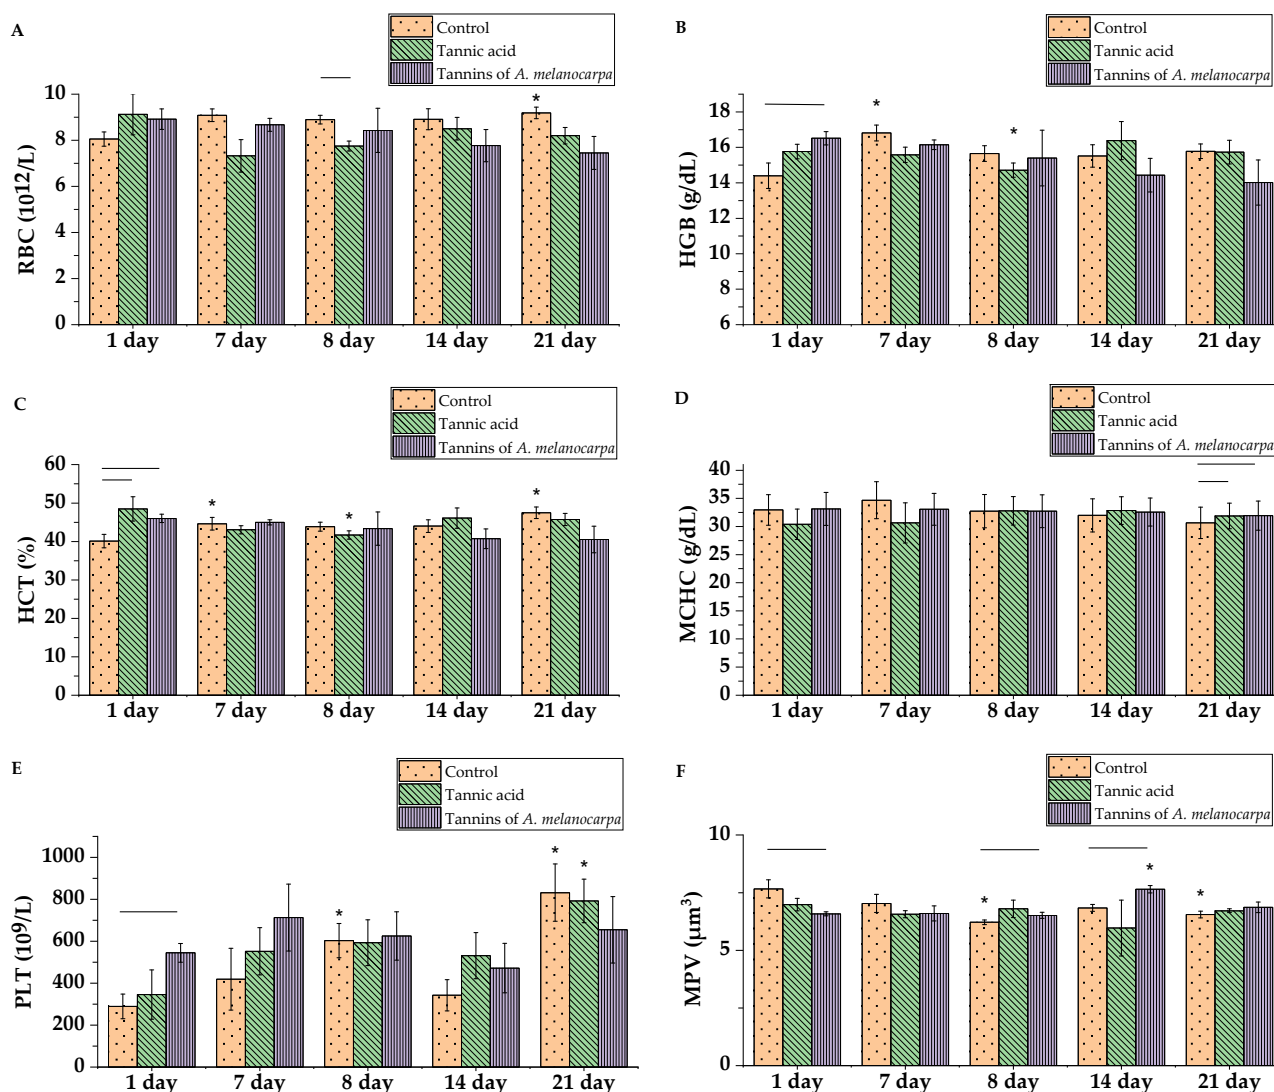 A
Control
Tannic acid
Tannins of A. melanocarpa
*
RBC (10¹²/L)
10
8
6
4
2
0
1 day
7 day
8 day
14 day
21 day
B
Control
Tannic acid
Tannins of A. melanocarpa
*
*
HGB (g/dL)
18
16
14
12
10
8
6
1 day
7 day
8 day
14 day
21 day
C
Control
Tannic acid
Tannins of A. melanocarpa
*
*
*
HCT (%)
60
50
40
30
20
10
0
1 day
7 day
8 day
14 day
21 day
D
Control
Tannic acid
Tannins of A. melanocarpa
MCHC (g/dL)
40
35
30
25
20
15
10
5
0
1 day
7 day
8 day
14 day
21 day
E
Control
Tannic acid
Tannins of A. melanocarpa
*
*
*
PLT (10⁹/L)
1000
800
600
400
200
0
1 day
7 day
8 day
14 day
21 day
F
Control
Tannic acid
Tannins of A. melanocarpa
*
*
*
MPV (µm³)
10
5
0
1 day
7 day
8 day
14 day
21 day